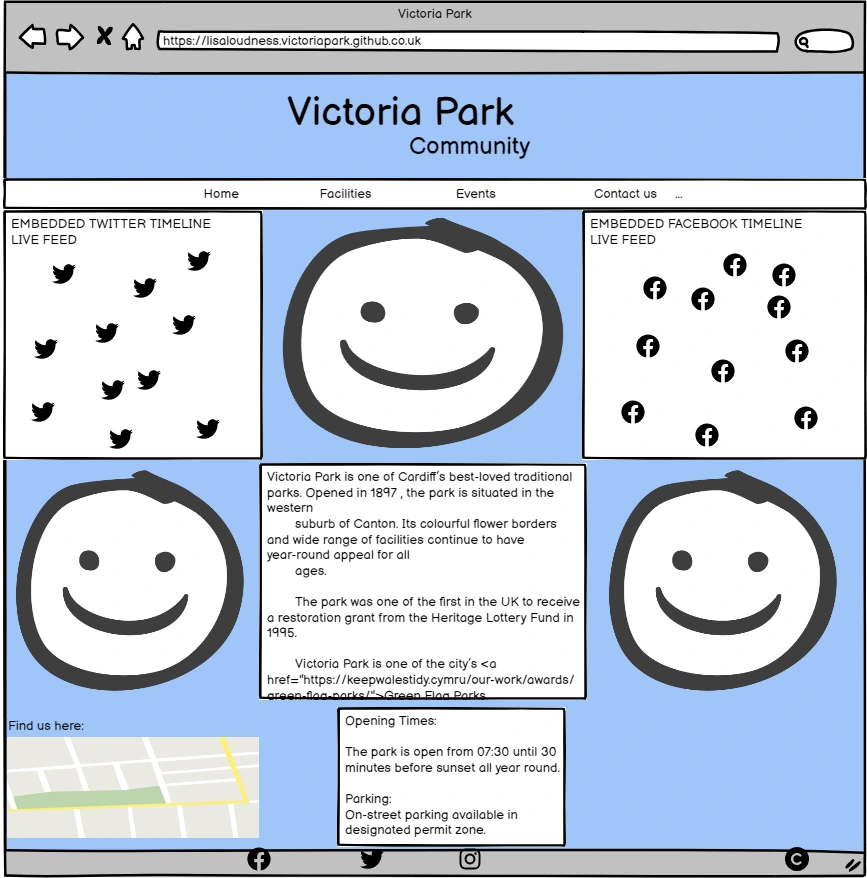 Victoria Park
https://lisaloudness.victoriapark.github.co.uk
Victoria Park
Community
Home Facilities Events Contact us ...
EMBEDDED TWITTER TIMELINE
LIVE FEED
EMBEDDED FACEBOOK TIMELINE
LIVE FEED
Victoria Park is one of Cardiff's best-loved traditional
parks. Opened in 1897 , the park is situated in the
western
suburb of Canton. Its colourful flower borders
and wide range of facilities continue to have
year-round appeal for all
ages.
The park was one of the first in the UK to receive
a restoration grant from the Heritage Lottery Fund in
1995.
Victoria Park is one of the city's <a
href="https://keepwalestidy.cymru/our-work/awards/
green-flag-parks/">Green Flag Parks.
Find us here:
Opening Times:
The park is open from 07:30 until 30
minutes before sunset all year round.
Parking:
On-street parking available in
designated permit zone.